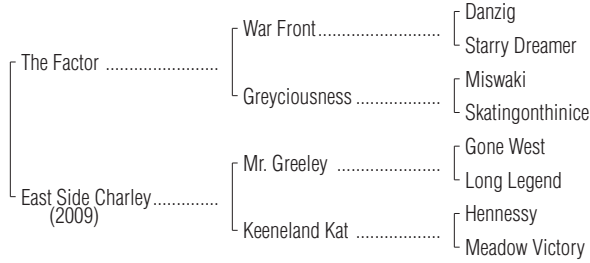 Danzig
War Front..........................
Starry Dreamer
The Factor ........................
Miswaki
Greyciousness ..................
Skatingonthinice
Gone West
Mr. Greeley ......................
Long Legend
East Side Charley..............
(2009)
Hennessy
Keeneland Kat ..................
Meadow Victory